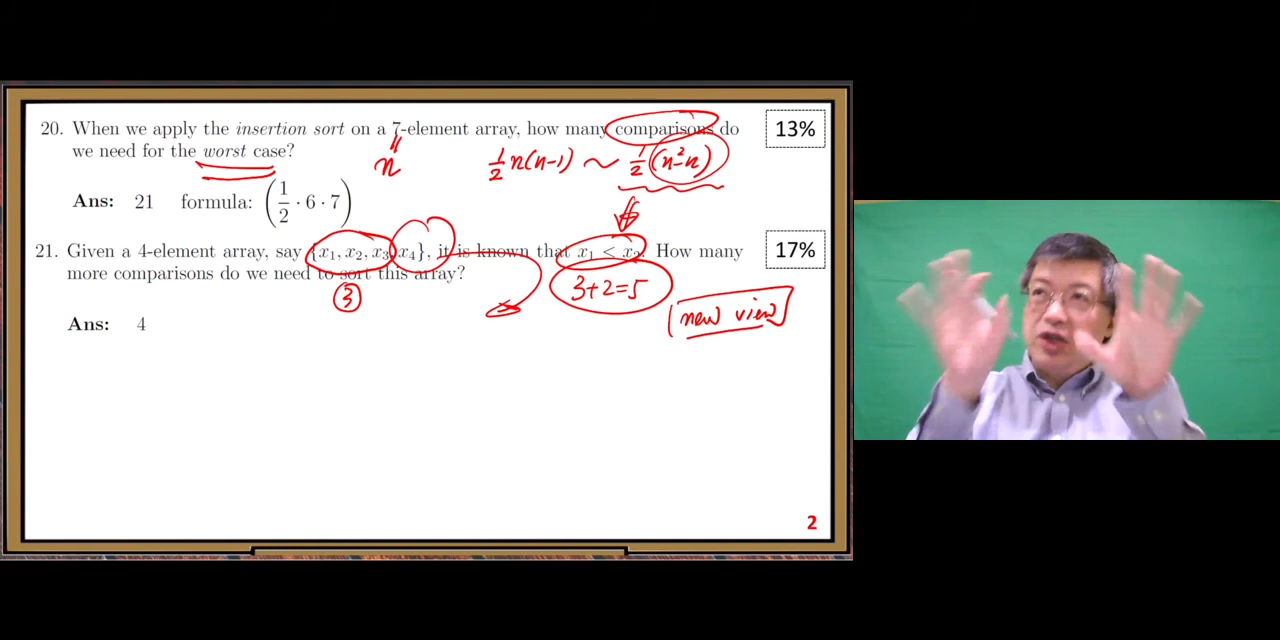 20. When we apply the insertion sort on a 7-element array, how many comparisons do
13%
we need for the worst case?
n
½n(n-1) ~ ½(n²-n)
Ans: 21 formula: (1/2 · 6 · 7)
21. Given a 4-element array, say {x₁, x₂, x₃, x₄}, it is known that x₁ < x₂. How many
17%
more comparisons do we need to sort this array?
③
3+2=5
new view
Ans: 4
2